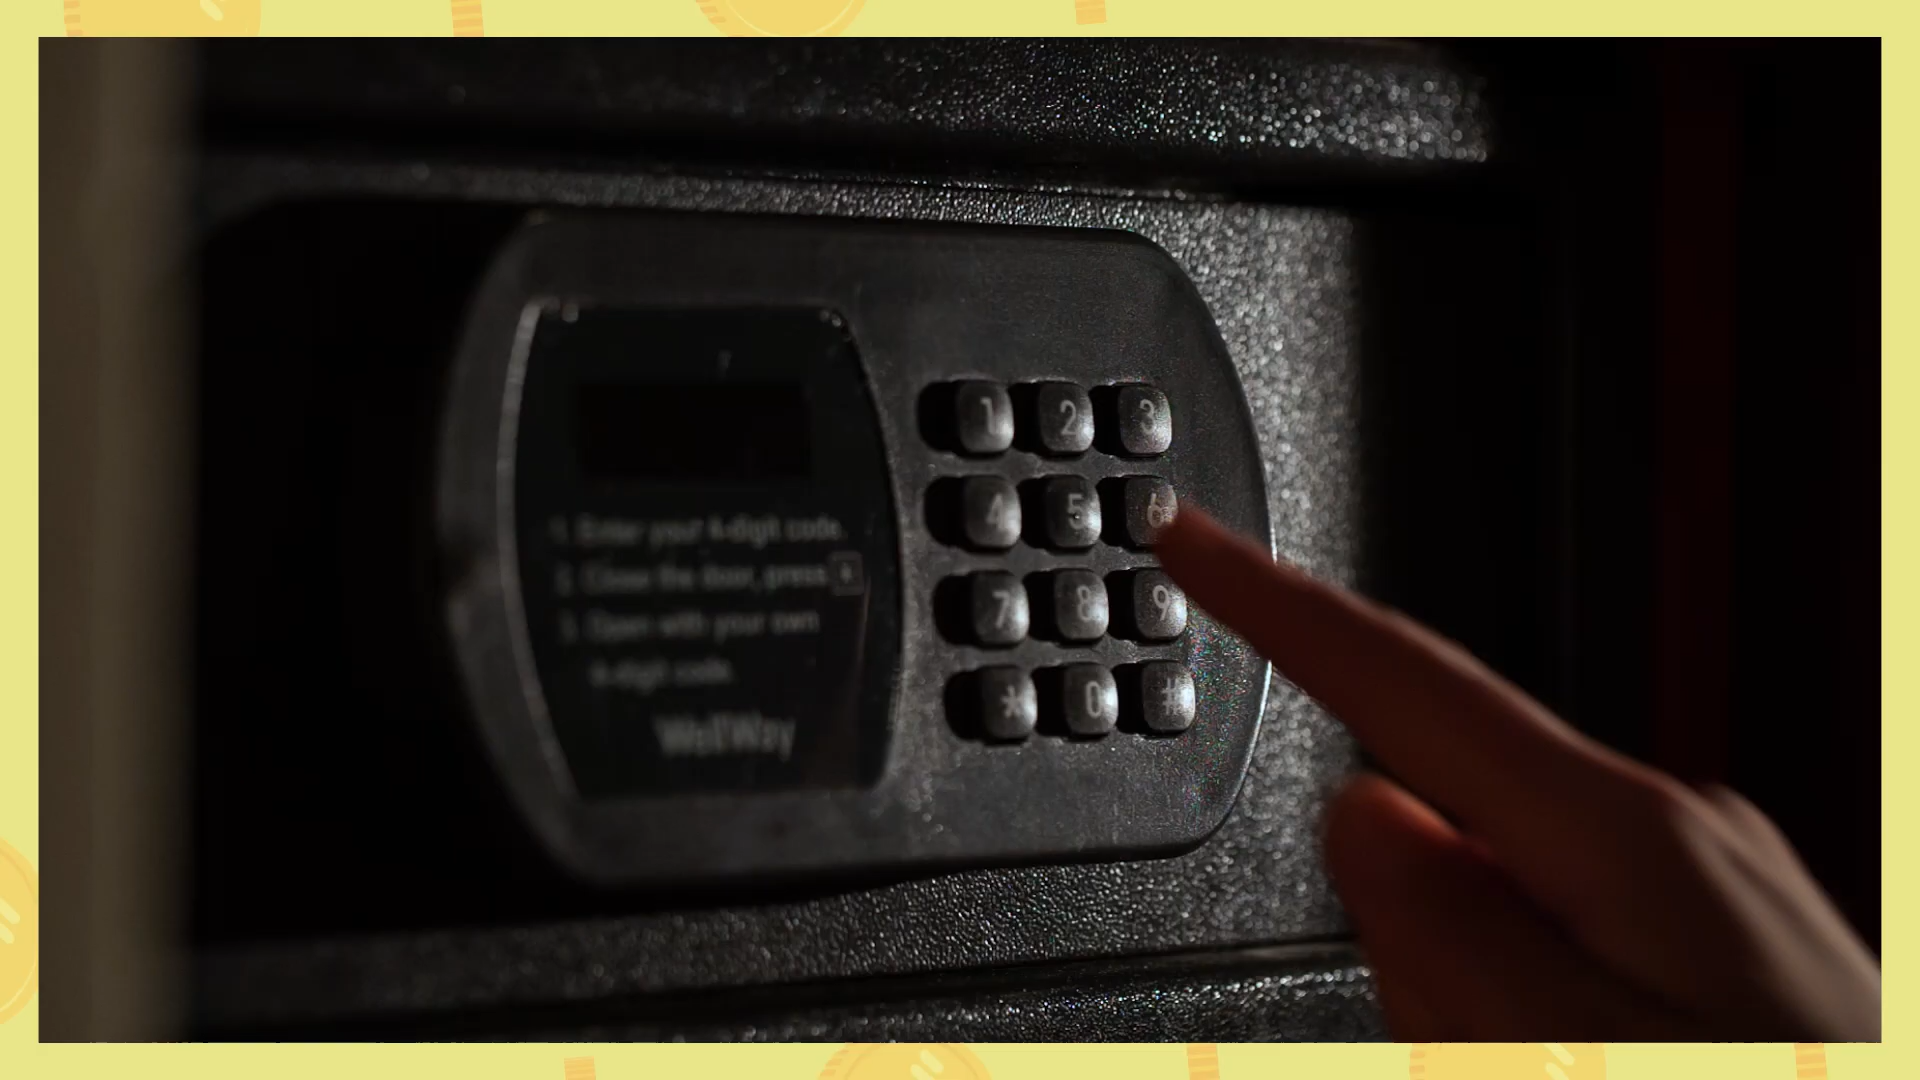 1. Enter your 4-digit code.
2. Close the door, press
3. Open with your own
4-digit code.
WellWay
1 2 3
4 5 6
7 8 9
* 0 #